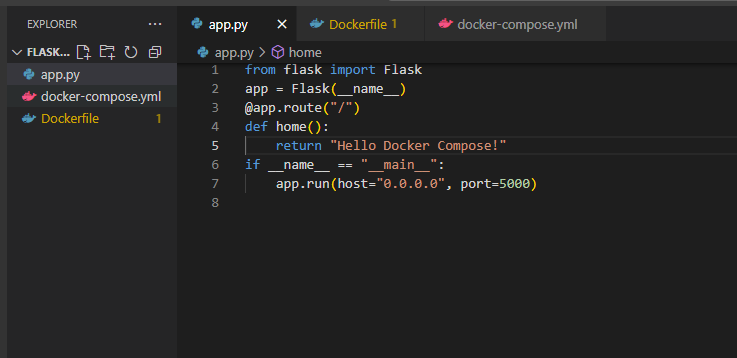 EXPLORER ...
FLASK...
app.py
docker-compose.yml
Dockerfile 1
app.py
Dockerfile 1
docker-compose.yml
app.py > home
1 from flask import Flask
2 app = Flask(__name__)
3 @app.route("/")
4 def home():
5     return "Hello Docker Compose!"
6 if __name__ == "__main__":
7     app.run(host="0.0.0.0", port=5000)
8